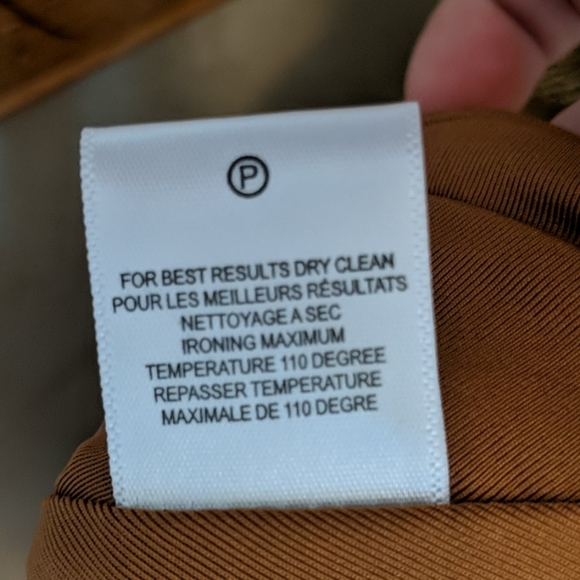 P
FOR BEST RESULTS DRY CLEAN
POUR LES MEILLEURS RÉSULTATS
NETTOYAGE A SEC
IRONING MAXIMUM
TEMPERATURE 110 DEGREE
REPASSER TEMPERATURE
MAXIMALE DE 110 DEGRE